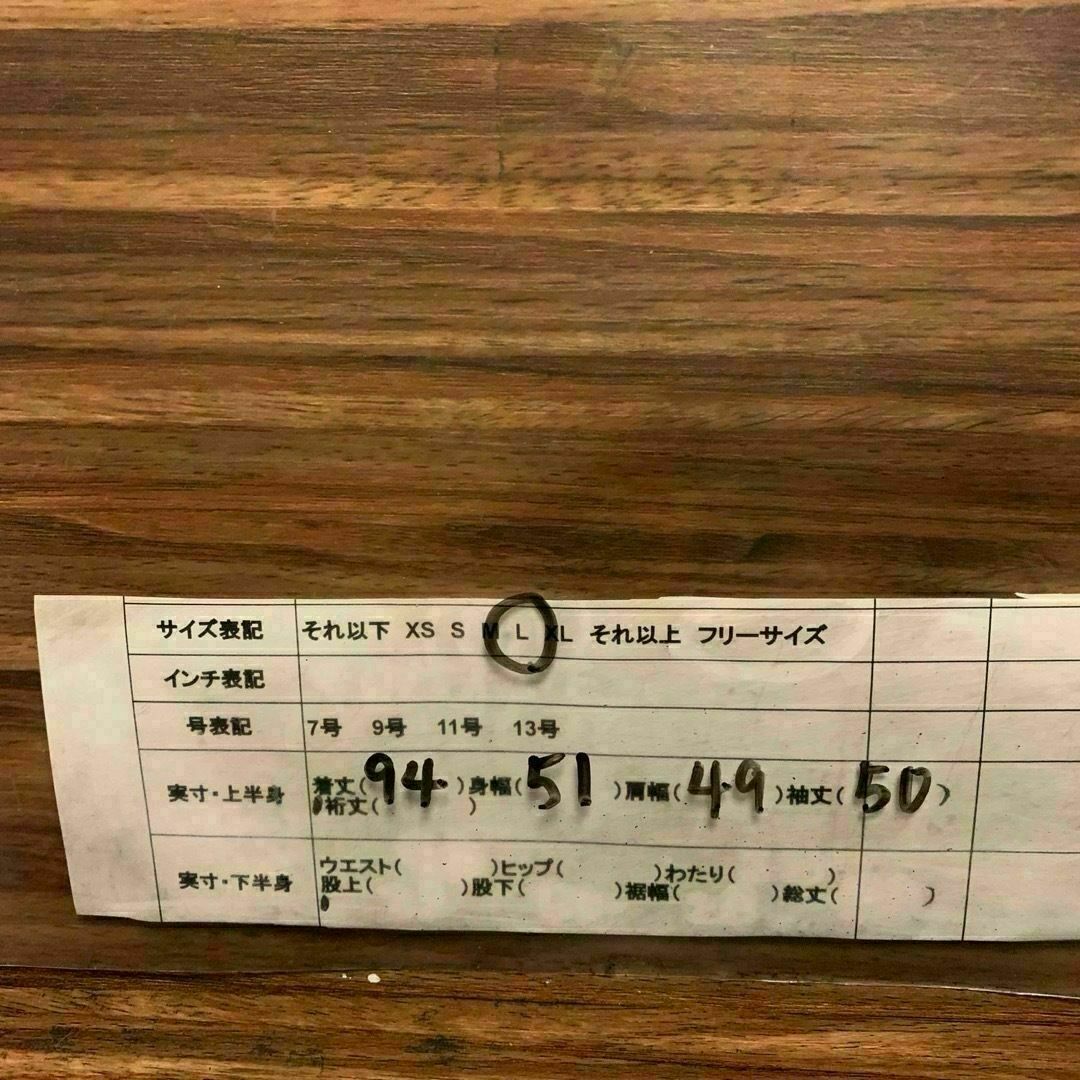 サイズ表記 それ以下 XS S M L XL それ以上 フリーサイズ
インチ表記
号表記 7号 9号 11号 13号
実寸・上半身 着丈(94)身幅(51)肩幅(49)袖丈(50)
裄丈( )
実寸・下半身 ウエスト( )ヒップ( )わたり( )
股上( )股下( )裾幅( )総丈( )